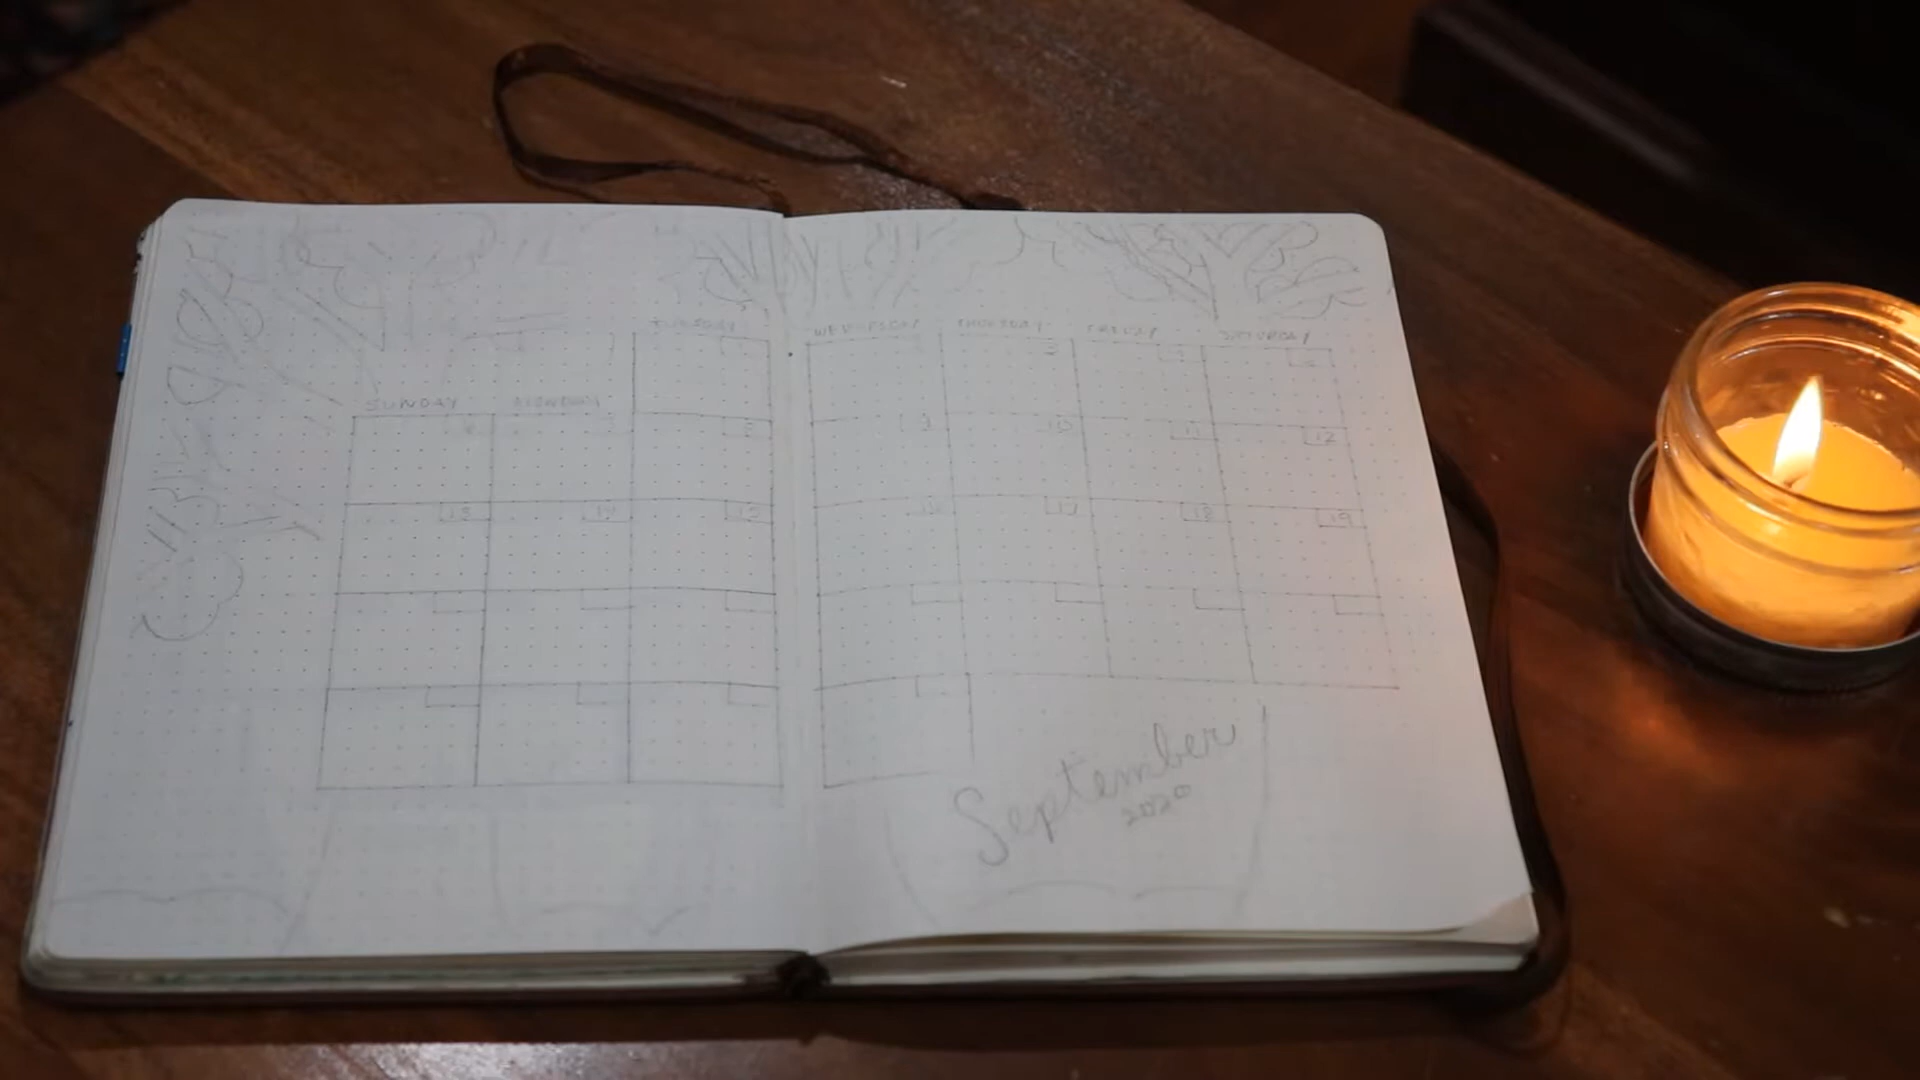 TUESDAY WEDNESDAY THURSDAY FRIDAY SATURDAY
3
SUNDAY MONDAY
8 9 10 11 12
13 14 15 16 17 18 19
September
2020